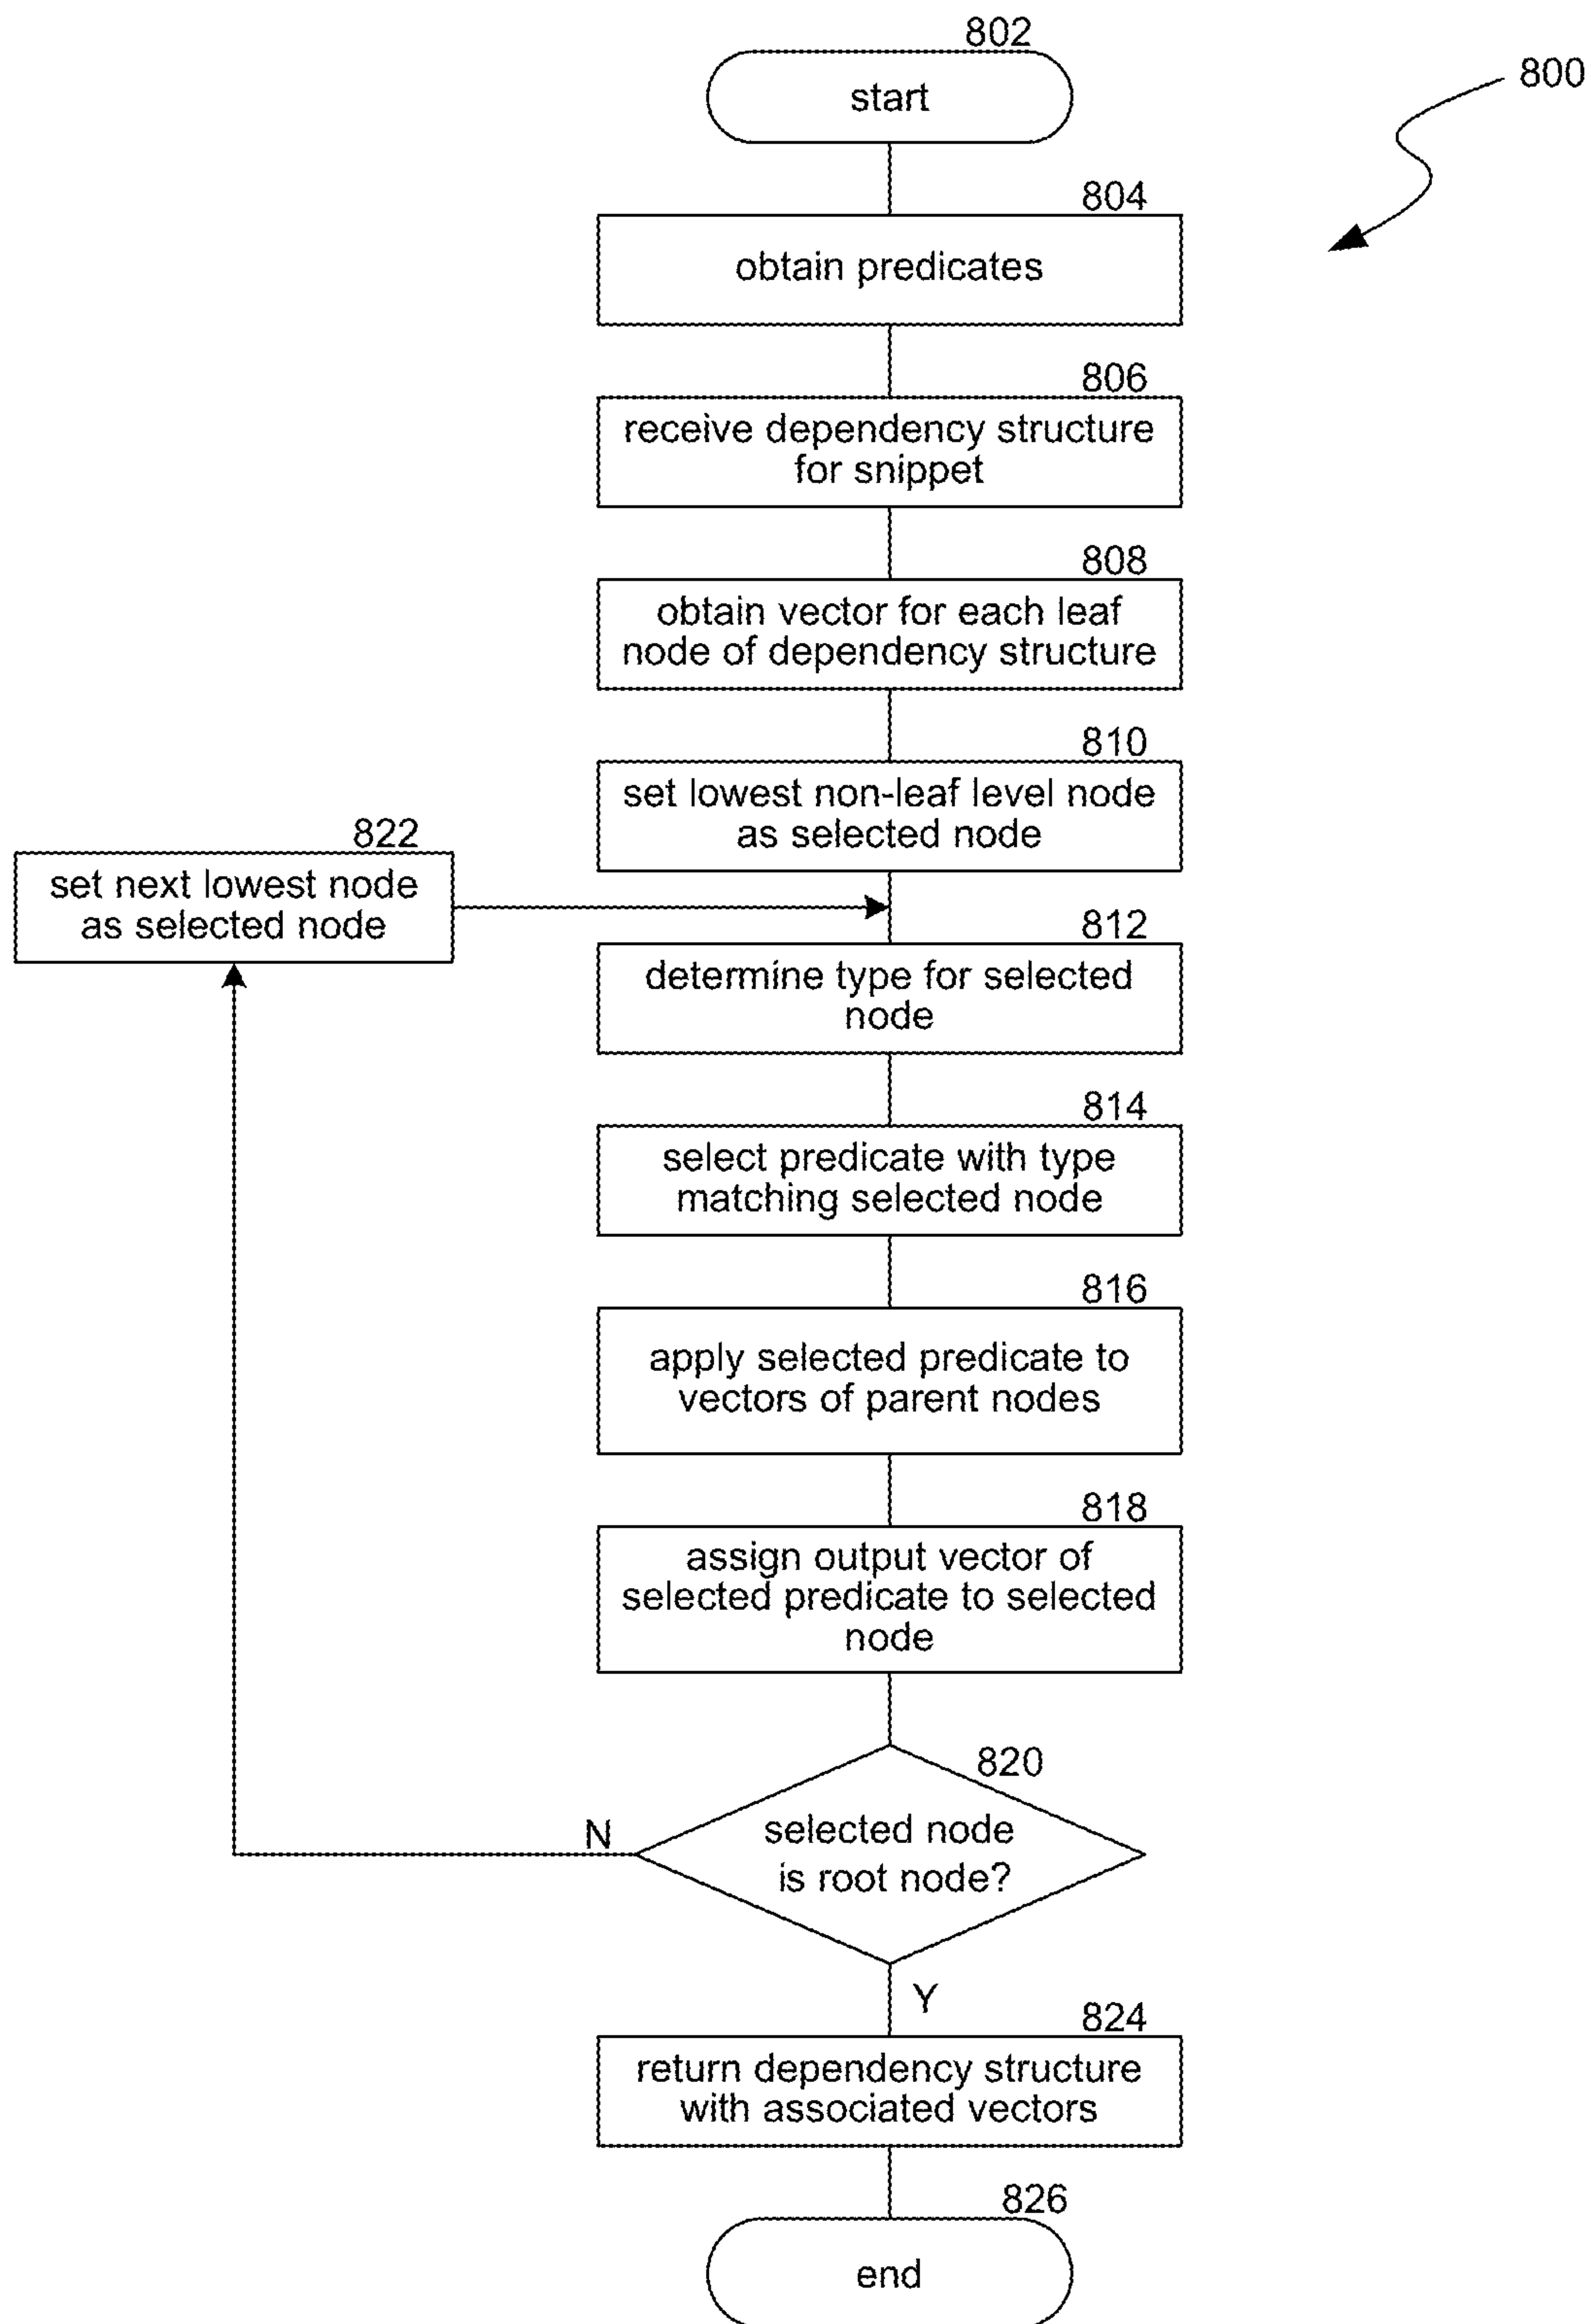 802
start
800
804
obtain predicates
806
receive dependency structure
for snippet
808
obtain vector for each leaf
node of dependency structure
810
set lowest non-leaf level node
as selected node
822
set next lowest node
as selected node
812
determine type for selected
node
814
select predicate with type
matching selected node
816
apply selected predicate to
vectors of parent nodes
818
assign output vector of
selected predicate to selected
node
820
selected node
is root node?
N
Y
824
return dependency structure
with associated vectors
826
end